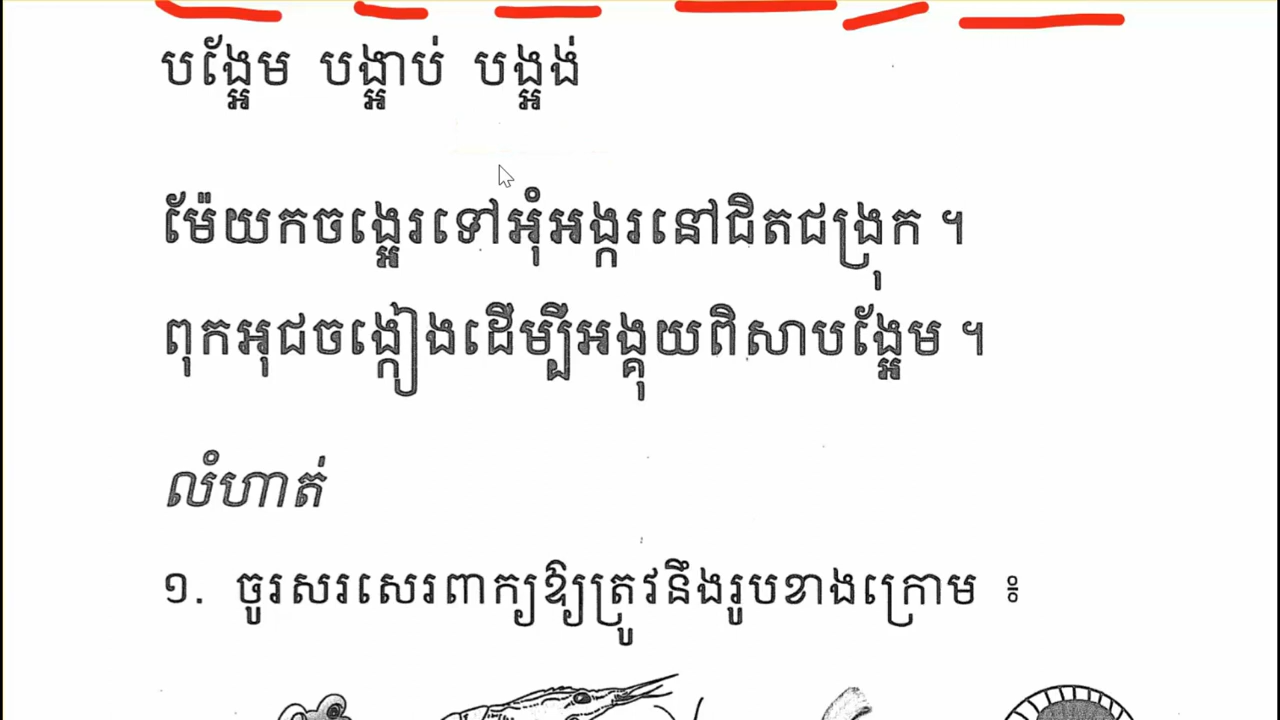 បង្អែម បង្អាប់ បង្អង់
ម៉ែយកចង្អេរទៅអុំអង្ករនៅជិតជង្រុក ។
ពុកអុជចង្កៀងដើម្បីអង្គុយពិសាបង្អែម ។
លំហាត់
១. ចូរសរសេរពាក្យឱ្យត្រូវនឹងរូបខាងក្រោម ៖